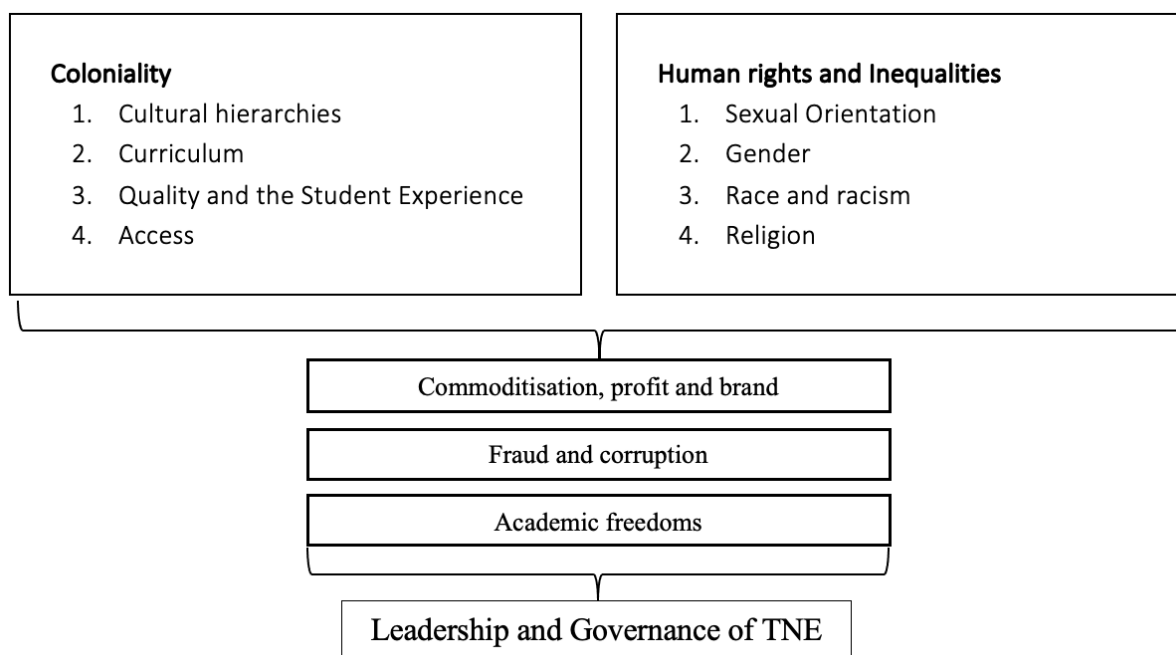 Coloniality
1. Cultural hierarchies
2. Curriculum
3. Quality and the Student Experience
4. Access
Human rights and Inequalities
1. Sexual Orientation
2. Gender
3. Race and racism
4. Religion
Commoditisation, profit and brand
Fraud and corruption
Academic freedoms
Leadership and Governance of TNE